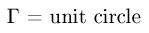 Γ = unit circle